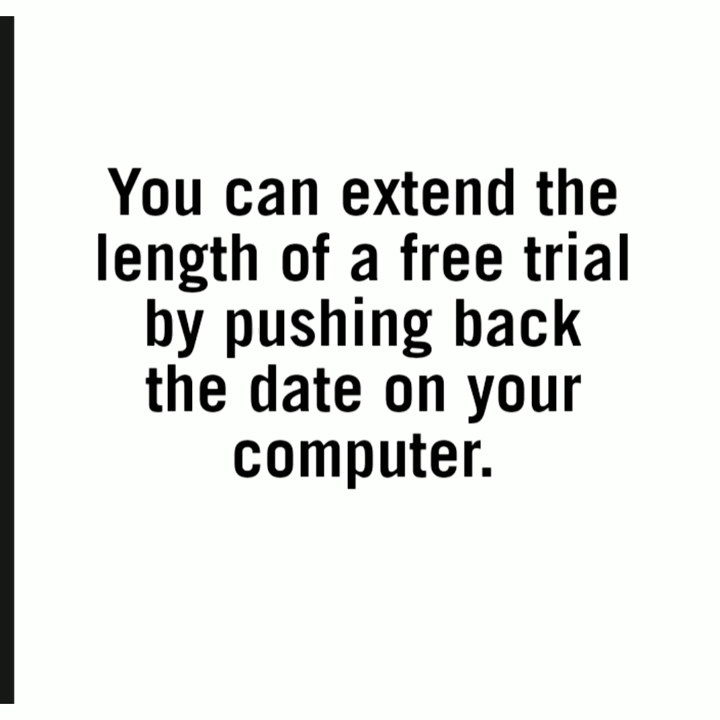 You can extend the
length of a free trial
by pushing back
the date on your
computer.